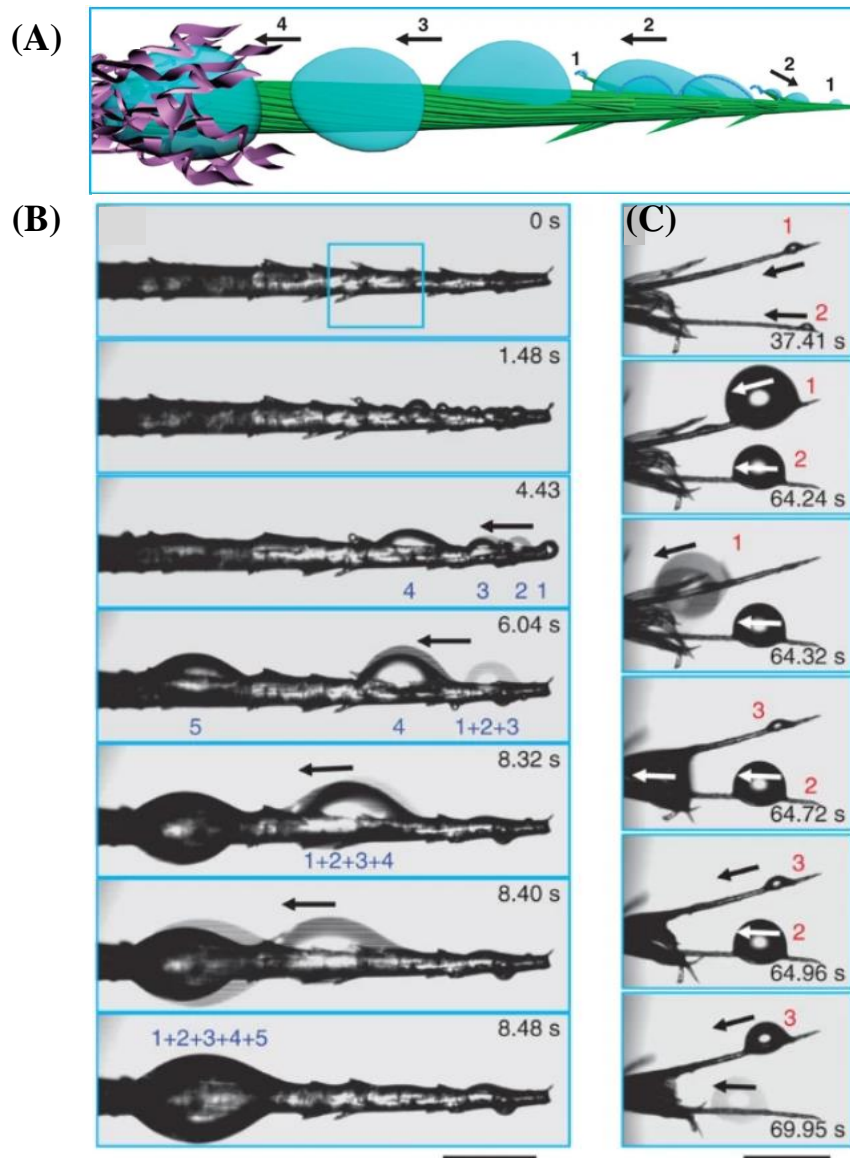 (A)
4 3 2 1 2 1
(B)
0 s
1.48 s
4.43
4 3 2 1
6.04 s
5 4 1+2+3
8.32 s
1+2+3+4
8.40 s
1+2+3+4+5
8.48 s
(C)
1
2
37.41 s
1
2
64.24 s
1
2
64.32 s
3
2
64.72 s
3
2
64.96 s
3
69.95 s